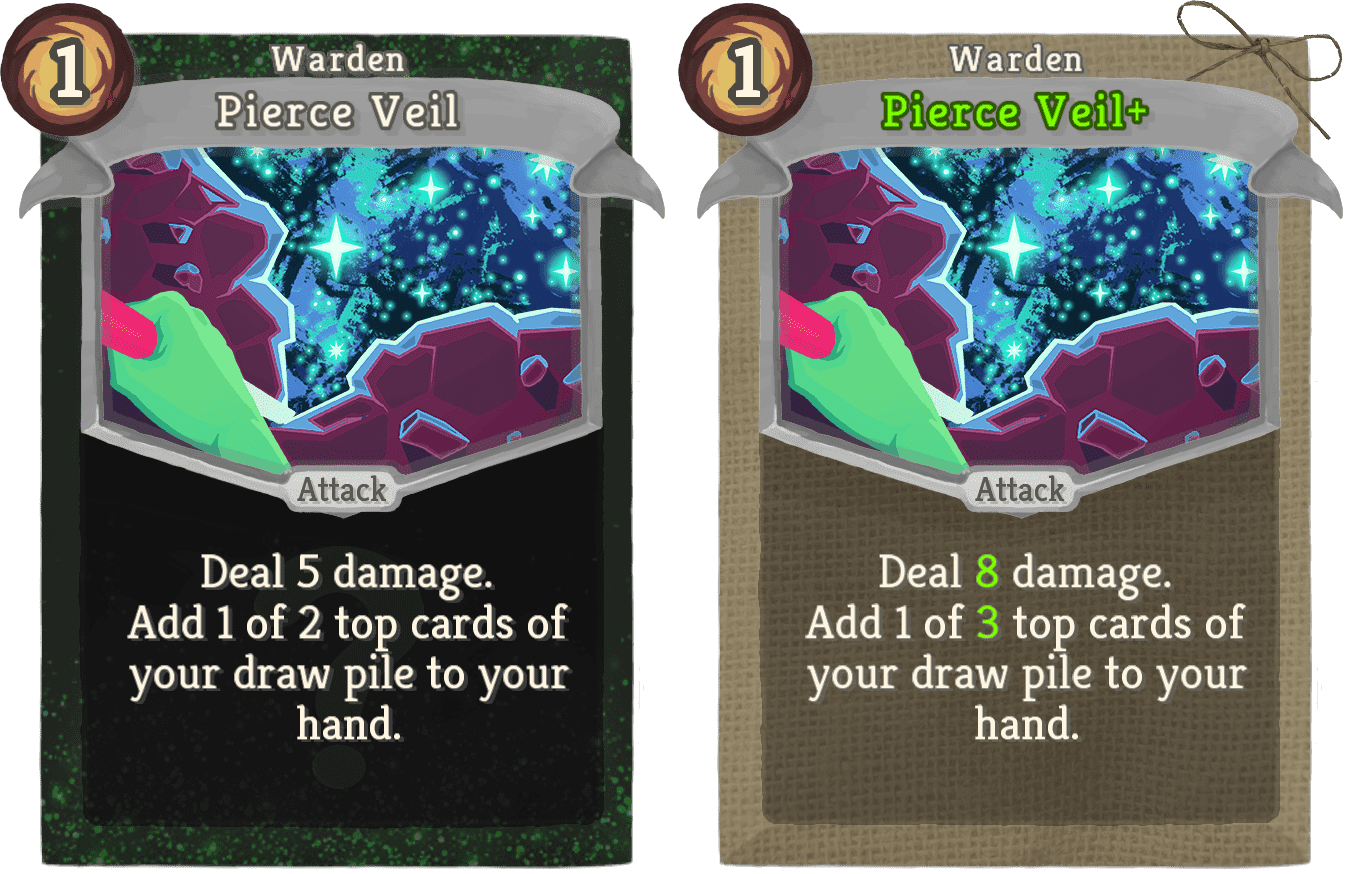 1
Warden
Pierce Veil
Attack
Deal 5 damage.
Add 1 of 2 top cards of
your draw pile to your
hand.
1
Warden
Pierce Veil+
Attack
Deal 8 damage.
Add 1 of 3 top cards of
your draw pile to your
hand.